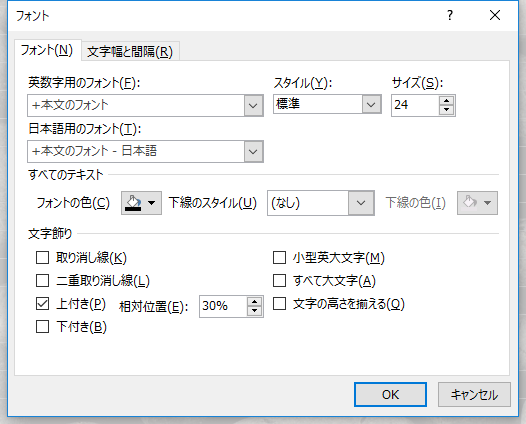 フォント ? ×
フォント(N) 文字幅と間隔(R)
英数字用のフォント(F): スタイル(Y): サイズ(S):
+本文のフォント 標準 24
日本語用のフォント(T):
+本文のフォント - 日本語
すべてのテキスト
フォントの色(C) 下線のスタイル(U) (なし) 下線の色(I)
文字飾り
取り消し線(K) 小型英大文字(M)
二重取り消し線(L) すべて大文字(A)
上付き(P) 相対位置(E): 30% 文字の高さを揃える(Q)
下付き(B)
OK キャンセル